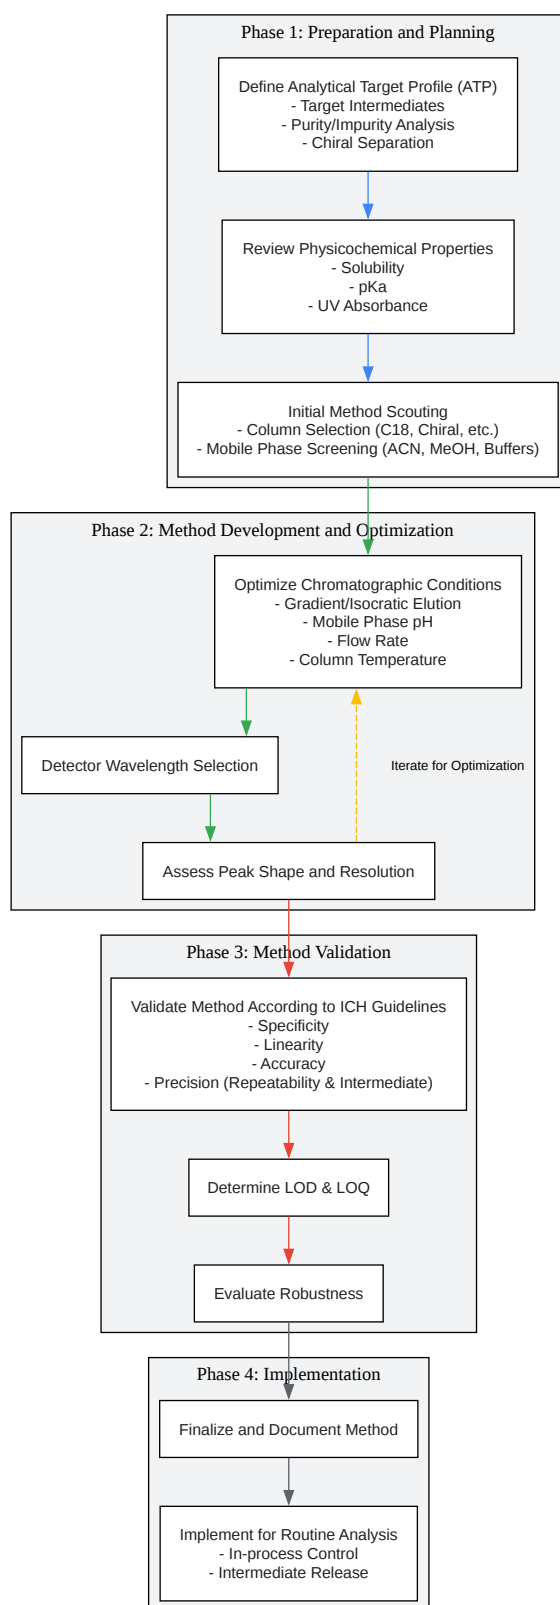 Phase 1: Preparation and Planning
Define Analytical Target Profile (ATP)
- Target Intermediates
- Purity/Impurity Analysis
- Chiral Separation
Review Physicochemical Properties
- Solubility
- pKa
- UV Absorbance
Initial Method Scouting
- Column Selection (C18, Chiral, etc.)
- Mobile Phase Screening (ACN, MeOH, Buffers)
Phase 2: Method Development and Optimization
Optimize Chromatographic Conditions
- Gradient/Isocratic Elution
- Mobile Phase pH
- Flow Rate
- Column Temperature
Detector Wavelength Selection
Iterate for Optimization
Assess Peak Shape and Resolution
Phase 3: Method Validation
Validate Method According to ICH Guidelines
- Specificity
- Linearity
- Accuracy
- Precision (Repeatability & Intermediate)
Determine LOD & LOQ
Evaluate Robustness
Phase 4: Implementation
Finalize and Document Method
Implement for Routine Analysis
- In-process Control
- Intermediate Release